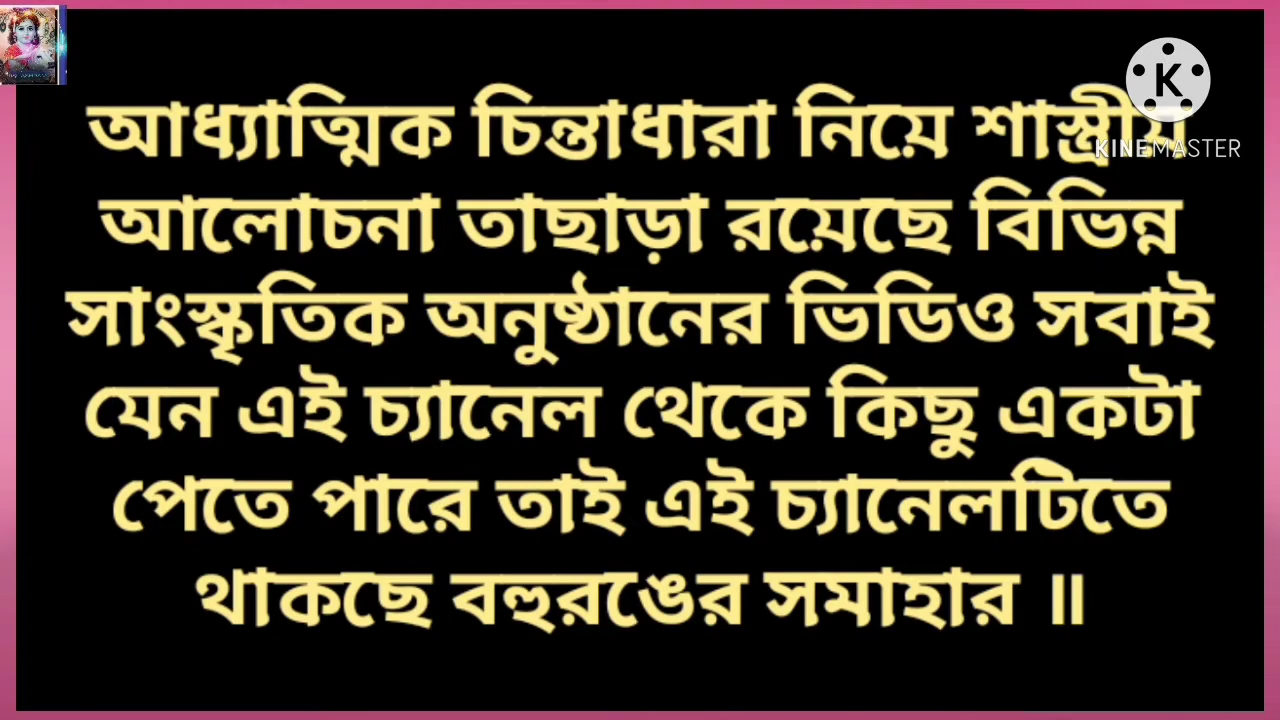 আধ্যাত্মিক চিন্তাধারা নিয়ে শাস্ত্রীয়
আলোচনা তাছাড়া রয়েছে বিভিন্ন
সাংস্কৃতিক অনুষ্ঠানের ভিডিও সবাই
যেন এই চ্যানেল থেকে কিছু একটা
পেতে পারে তাই এই চ্যানেলটিতে
থাকছে বহুরঙের সমাহার ॥
K
KINEMASTER